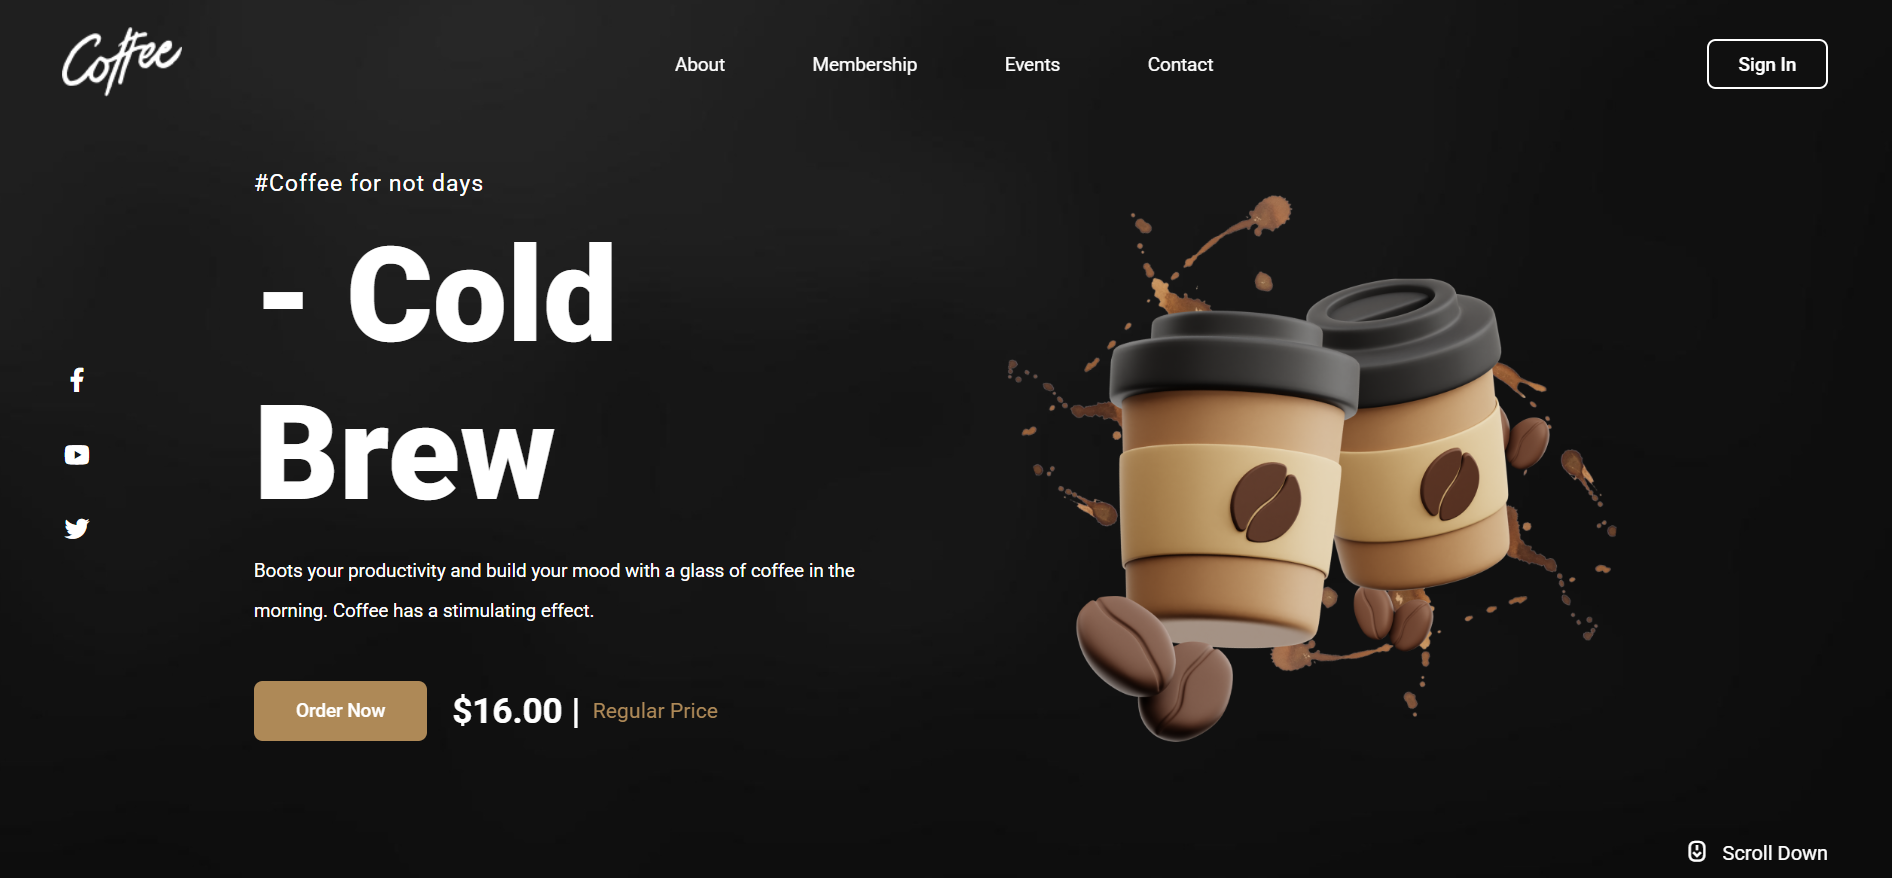 Coffee
About
Membership
Events
Contact
Sign In
#Coffee for not days
- Cold
Brew
Boots your productivity and build your mood with a glass of coffee in the
morning. Coffee has a stimulating effect.
Order Now
$16.00 |
Regular Price
Scroll Down